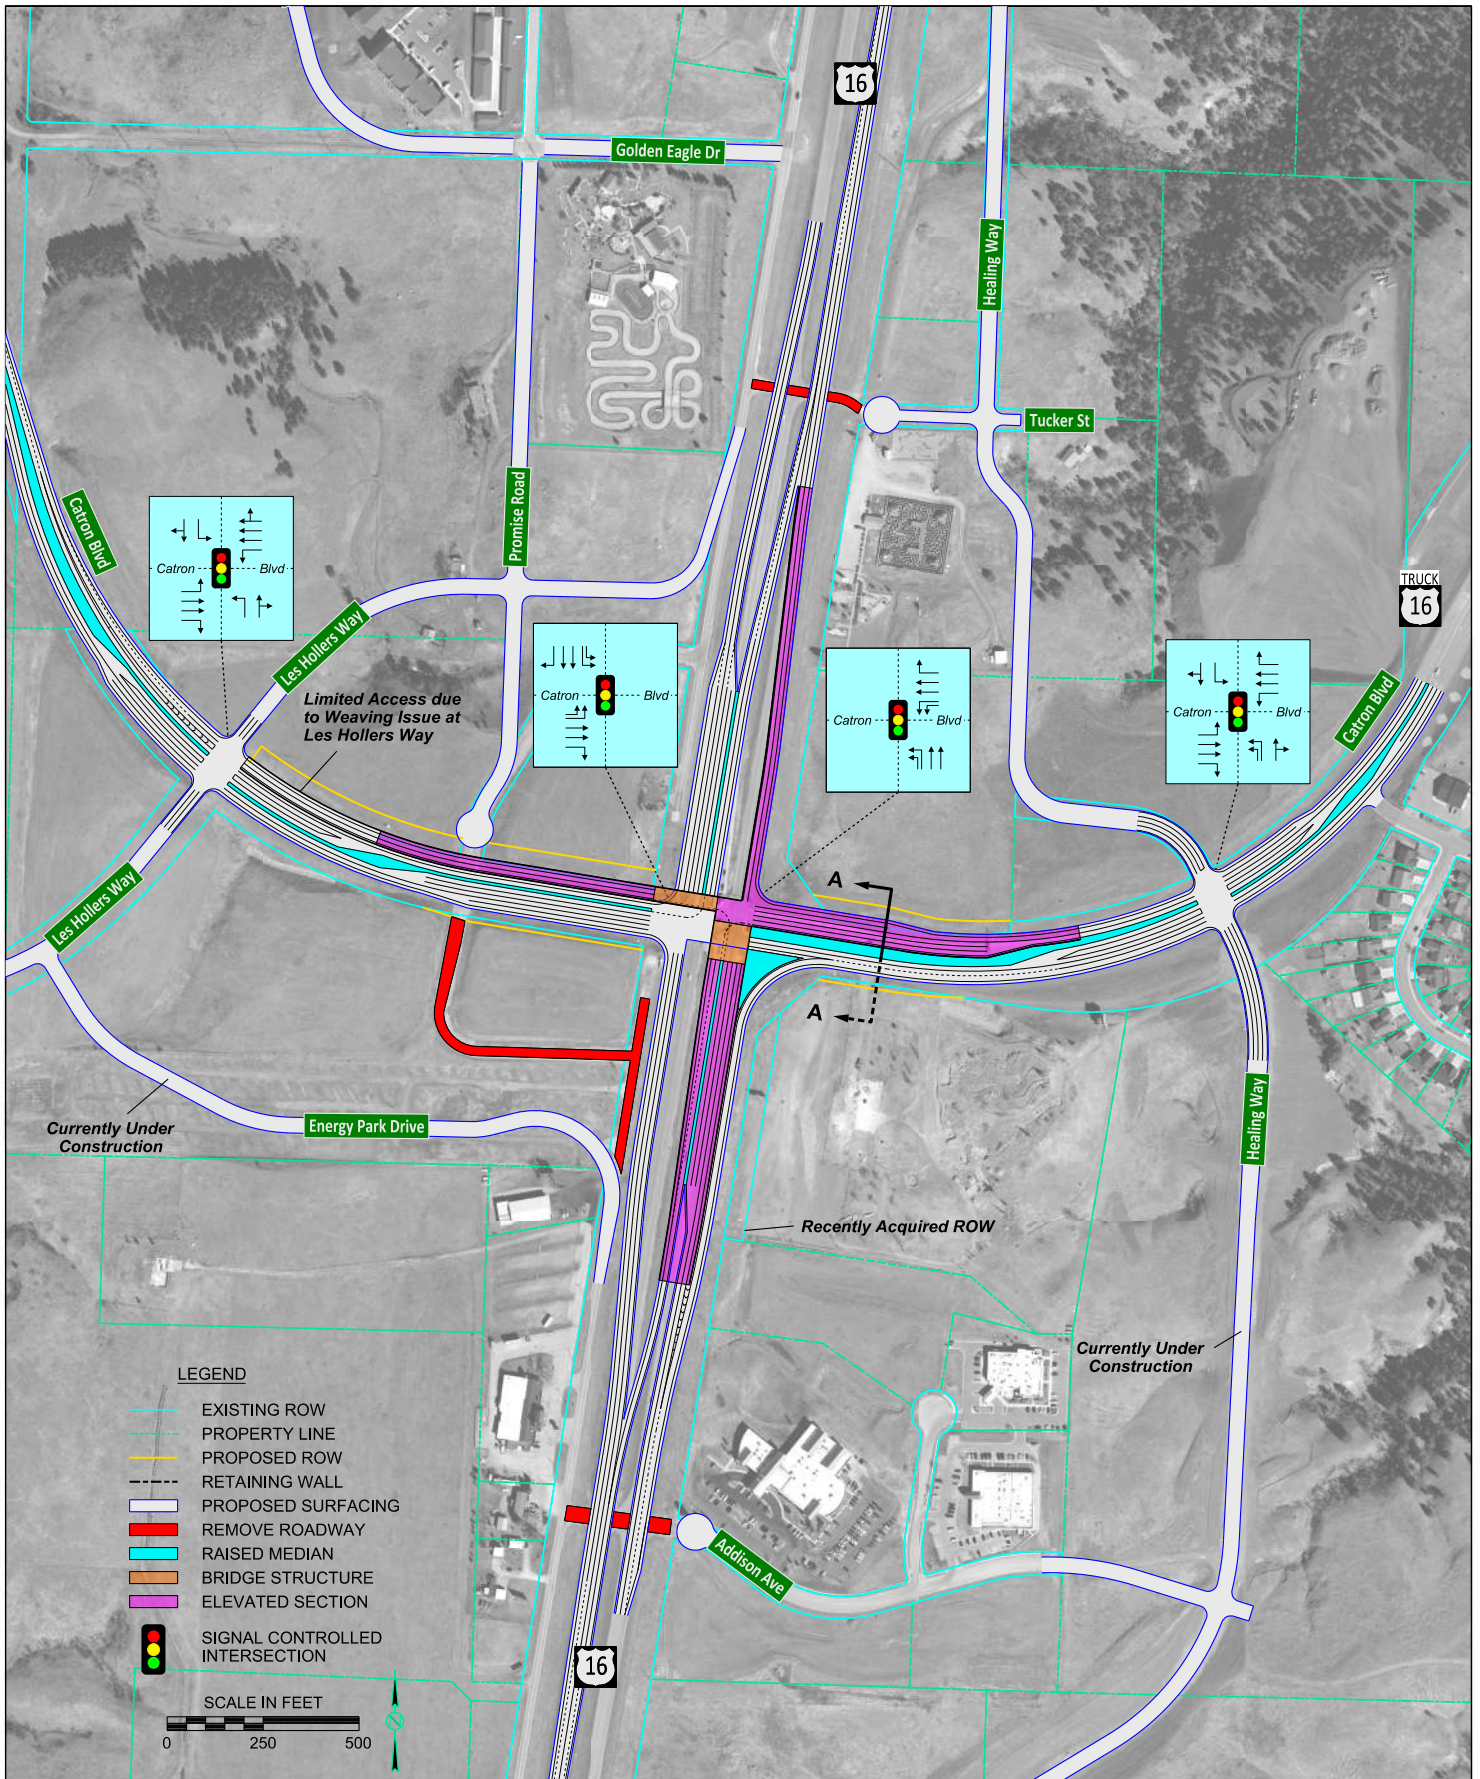 16
Golden Eagle Dr
Healing Way
Tucker St
Catron Blvd
Promise Road
Catron Blvd
Les Hollers Way
Limited Access due
to Weaving Issue at
Les Hollers Way
Catron Blvd
Catron Blvd
Catron Blvd
TRUCK
16
Catron Blvd
A
A
Les Hollers Way
Currently Under
Construction
Energy Park Drive
Healing Way
Recently Acquired ROW
Currently Under
Construction
Addison Ave
16
LEGEND
EXISTING ROW
PROPERTY LINE
PROPOSED ROW
RETAINING WALL
PROPOSED SURFACING
REMOVE ROADWAY
RAISED MEDIAN
BRIDGE STRUCTURE
ELEVATED SECTION
SIGNAL CONTROLLED
INTERSECTION
SCALE IN FEET
0 250 500